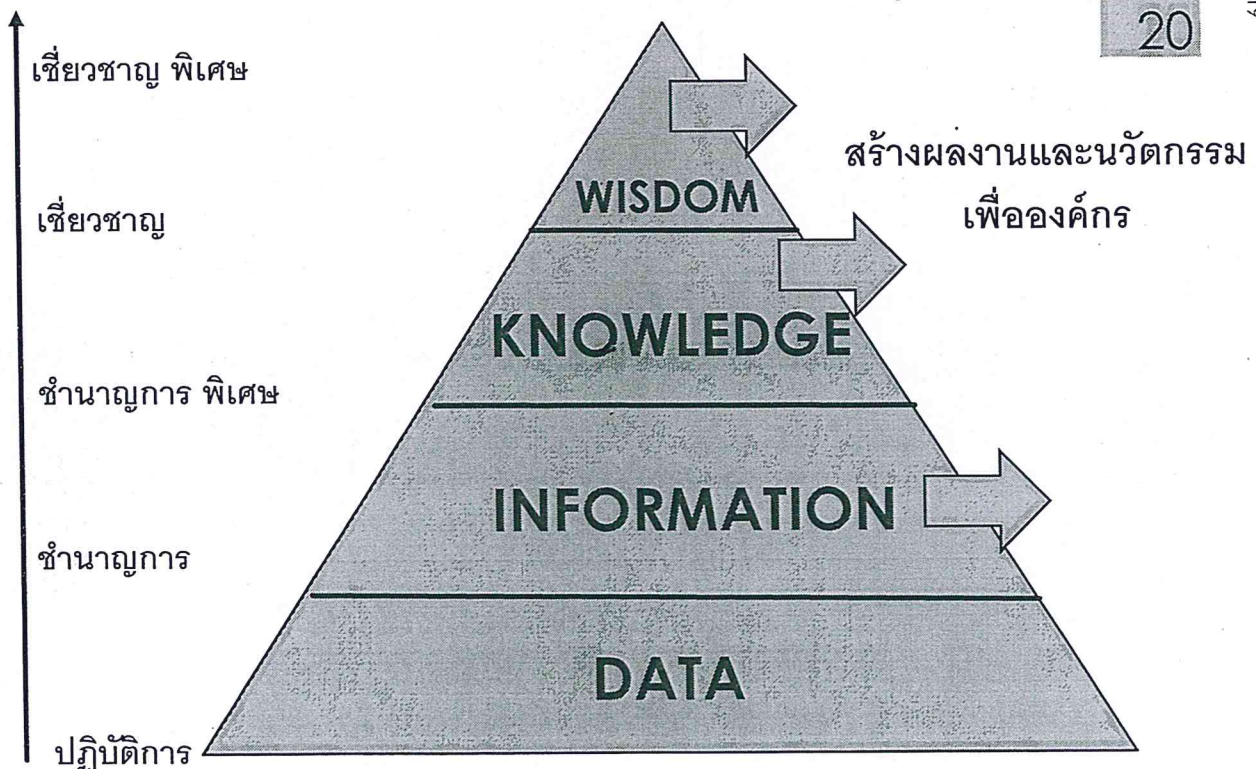 20
เชี่ยวชาญ พิเศษ
สร้างผลงานและนวัตกรรม
เพื่อองค์กร
WISDOM
เชี่ยวชาญ
KNOWLEDGE
ชำนาญการ พิเศษ
INFORMATION
ชำนาญการ
DATA
ปฏิบัติการ